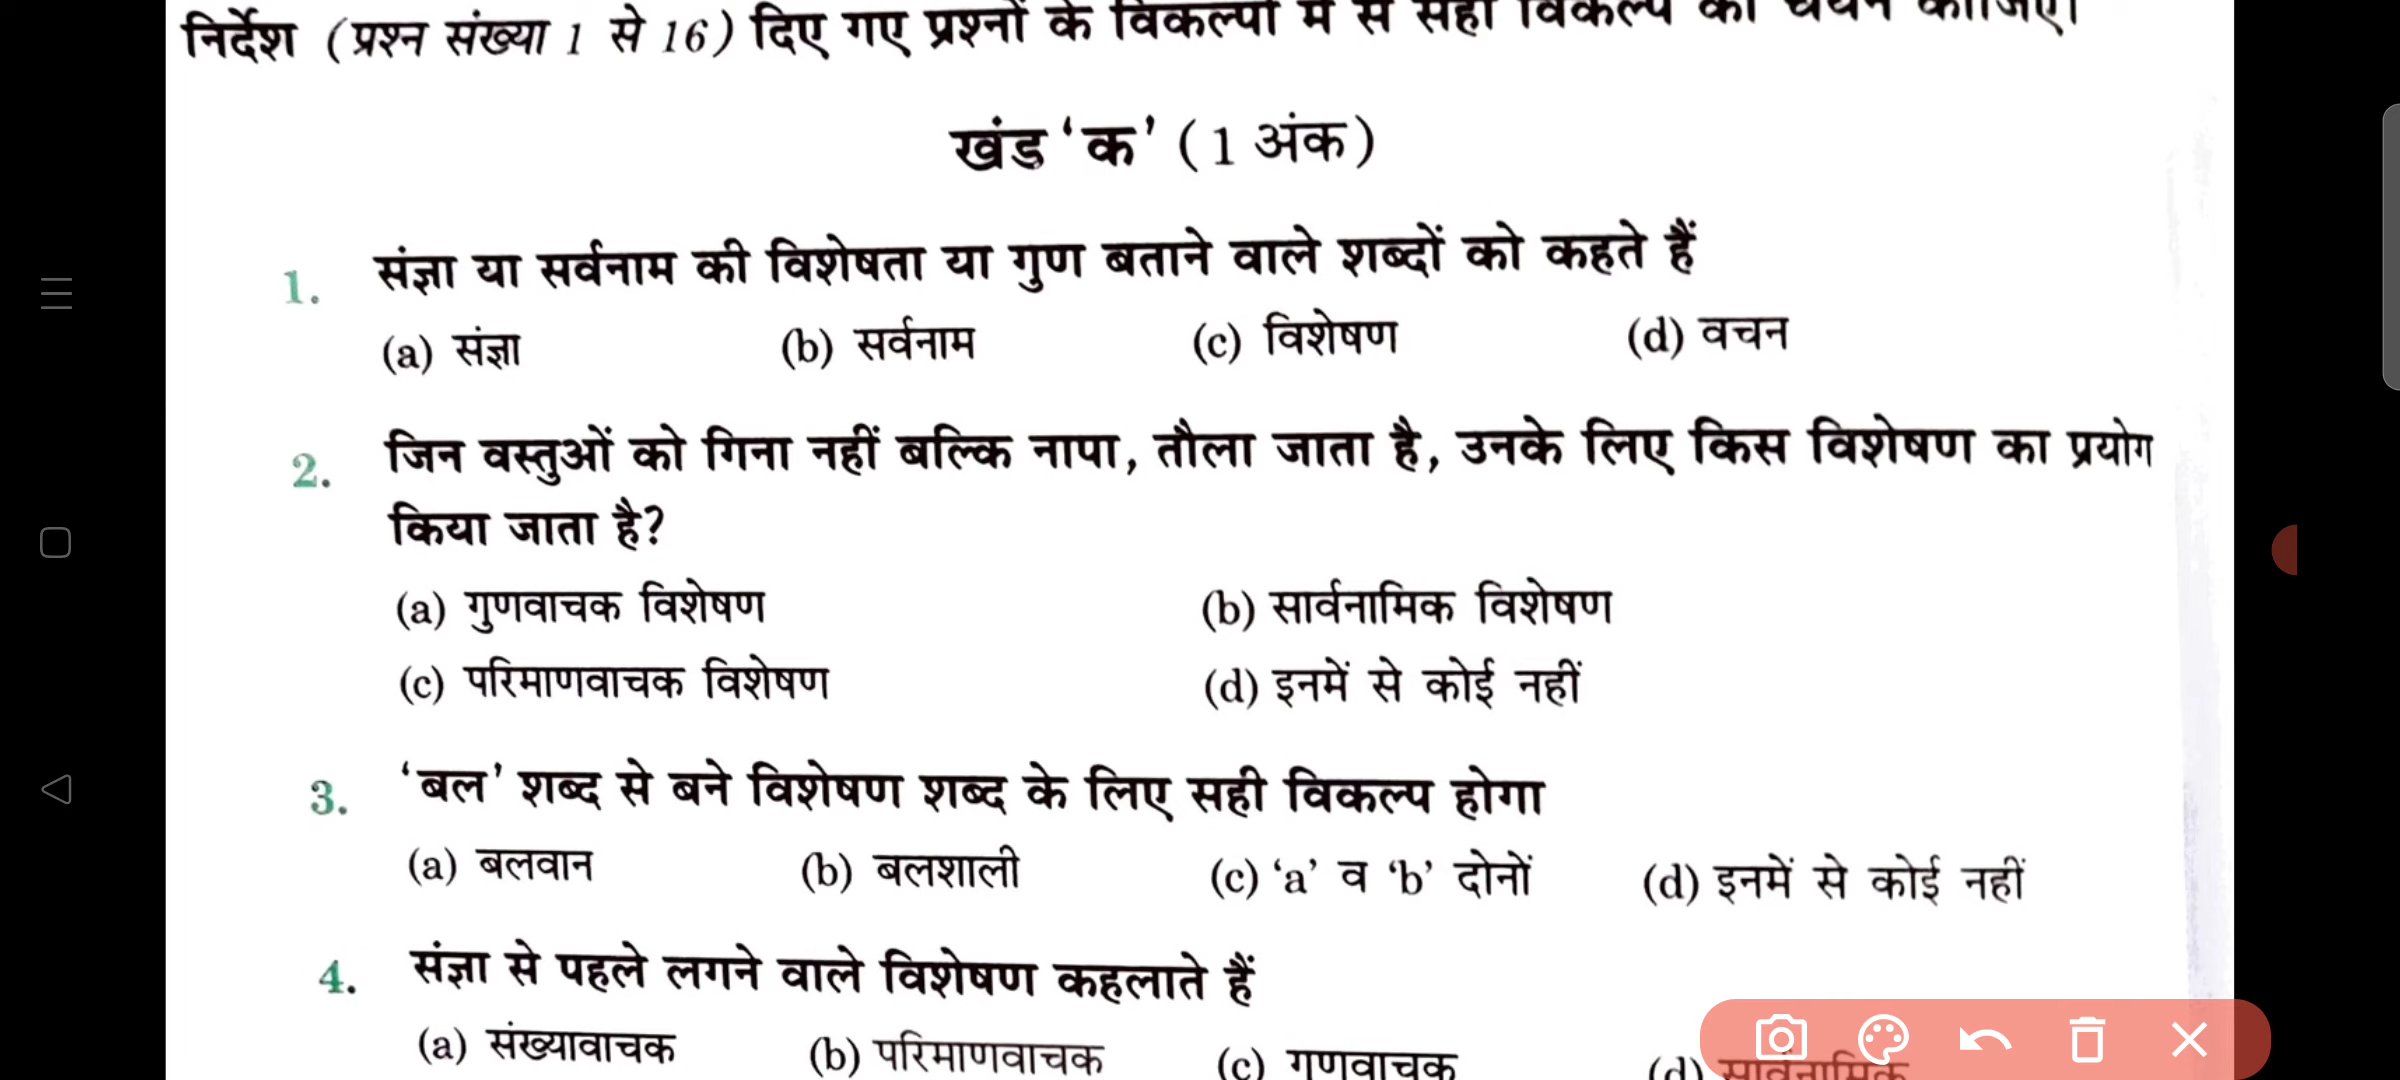 निर्देश (प्रश्न संख्या 1 से 16) दिए गए प्रश्नों के विकल्पों में से सही विकल्प का चयन कीजिए।
खंड ‘क’ (1 अंक)
1. संज्ञा या सर्वनाम की विशेषता या गुण बताने वाले शब्दों को कहते हैं
(a) संज्ञा (b) सर्वनाम (c) विशेषण (d) वचन
2. जिन वस्तुओं को गिना नहीं बल्कि नापा, तौला जाता है, उनके लिए किस विशेषण का प्रयोग
किया जाता है?
(a) गुणवाचक विशेषण (b) सार्वनामिक विशेषण
(c) परिमाणवाचक विशेषण (d) इनमें से कोई नहीं
3. ‘बल’ शब्द से बने विशेषण शब्द के लिए सही विकल्प होगा
(a) बलवान (b) बलशाली (c) ‘a’ व ‘b’ दोनों (d) इनमें से कोई नहीं
4. संज्ञा से पहले लगने वाले विशेषण कहलाते हैं
(a) संख्यावाचक (b) परिमाणवाचक (c) गुणवाचक (d) सार्वनामिक